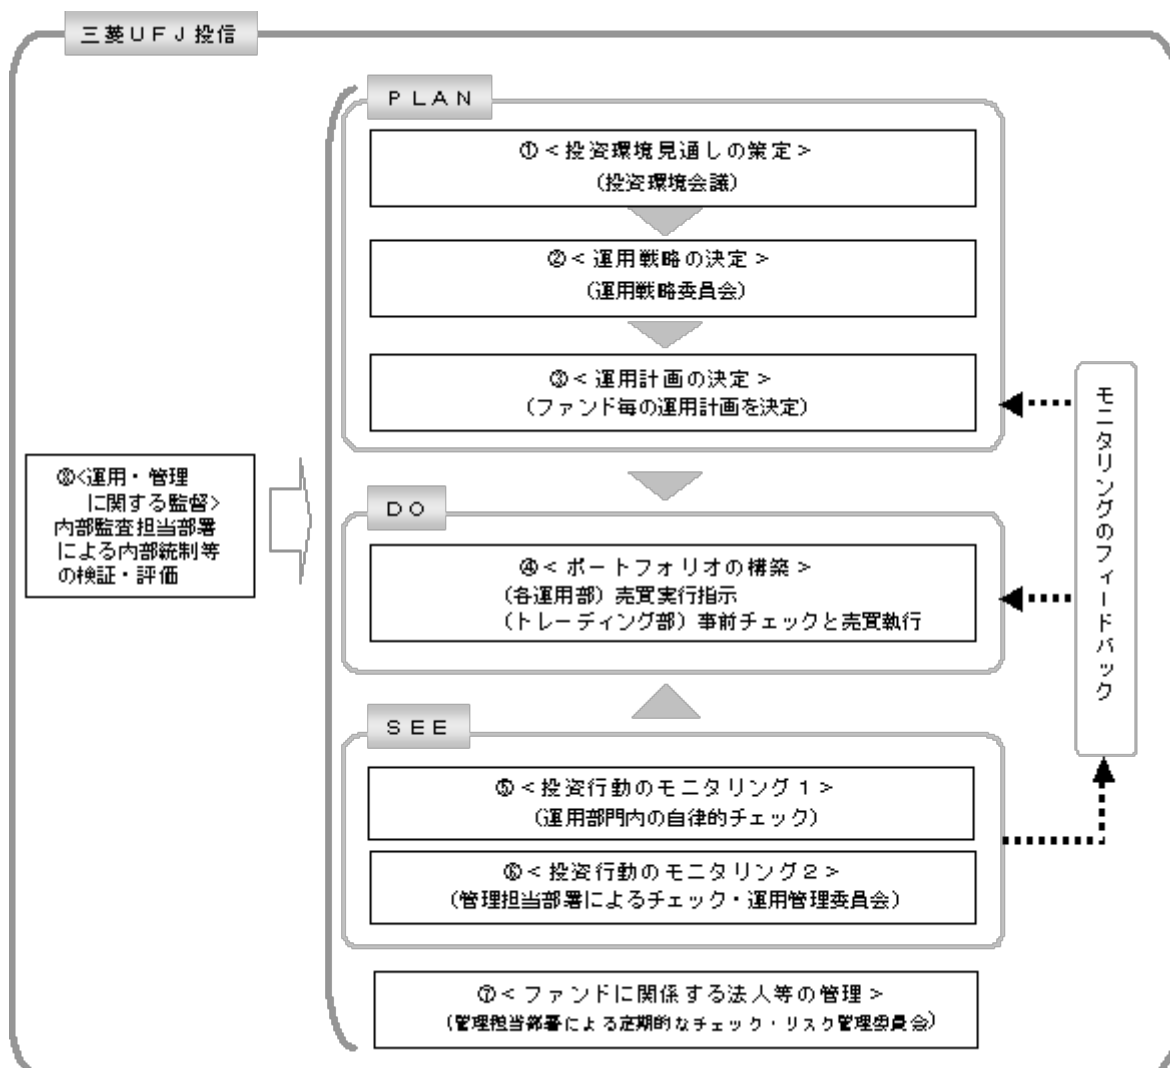 三菱ＵＦＪ投信
ＰＬＡＮ
①＜投資環境見通しの策定＞
（投資環境会議）
②＜運用戦略の決定＞
（運用戦略委員会）
③＜運用計画の決定＞
（ファンド毎の運用計画を決定）
⑧<運用・管理
に関する監督>
内部監査担当部署
による内部統制等
の検証・評価
ＤＯ
④＜ポートフォリオの構築＞
（各運用部）売買実行指示
（トレーディング部）事前チェックと売買執行
モニタリングのフィードバック
ＳＥＥ
⑤＜投資行動のモニタリング１＞
（運用部門内の自律的チェック）
⑥＜投資行動のモニタリング２＞
（管理担当部署によるチェック・運用管理委員会）
⑦＜ファンドに関係する法人等の管理＞
（管理担当部署による定期的なチェック・リスク管理委員会）